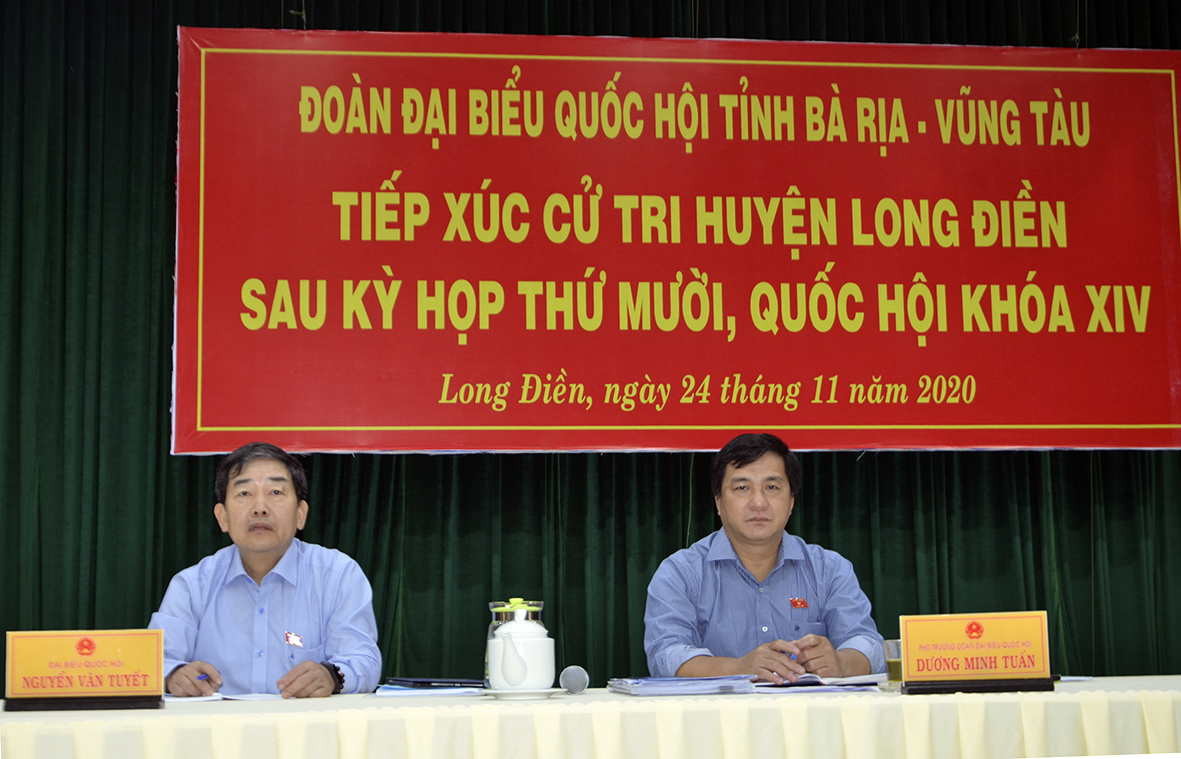 ĐOÀN ĐẠI BIỂU QUỐC HỘI TỈNH BÀ RỊA - VŨNG TÀU
TIẾP XÚC CỬ TRI HUYỆN LONG ĐIỀN
SAU KỲ HỌP THỨ MƯỜI, QUỐC HỘI KHÓA XIV
Long Điền, ngày 24 tháng 11 năm 2020
ĐẠI BIỂU QUỐC HỘI
NGUYỄN VĂN TUYẾT
PHÓ TRƯỞNG ĐOÀN ĐẠI BIỂU QUỐC HỘI
DƯƠNG MINH TUẤN